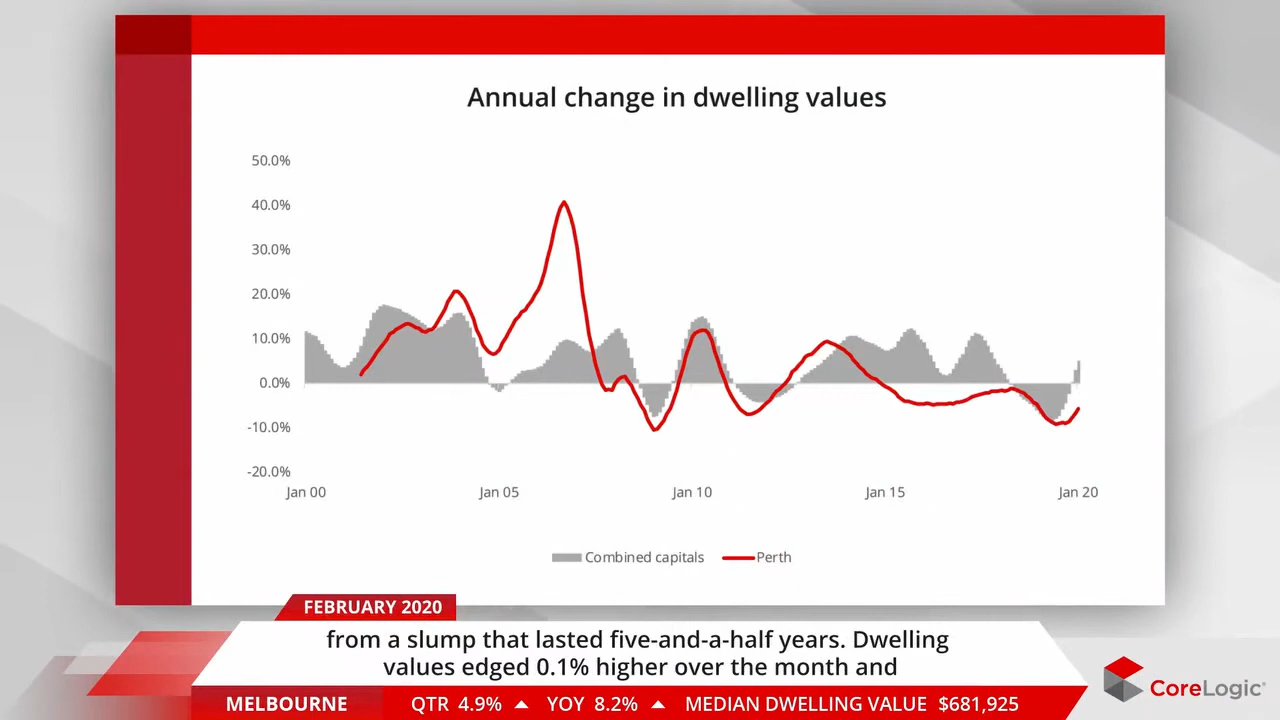 Annual change in dwelling values
50.0%
40.0%
30.0%
20.0%
10.0%
0.0%
-10.0%
-20.0%
Jan 00 Jan 05 Jan 10 Jan 15 Jan 20
Combined capitals Perth
FEBRUARY 2020
from a slump that lasted five-and-a-half years. Dwelling
values edged 0.1% higher over the month and
MELBOURNE QTR 4.9% YOY 8.2% MEDIAN DWELLING VALUE $681,925
CoreLogic®